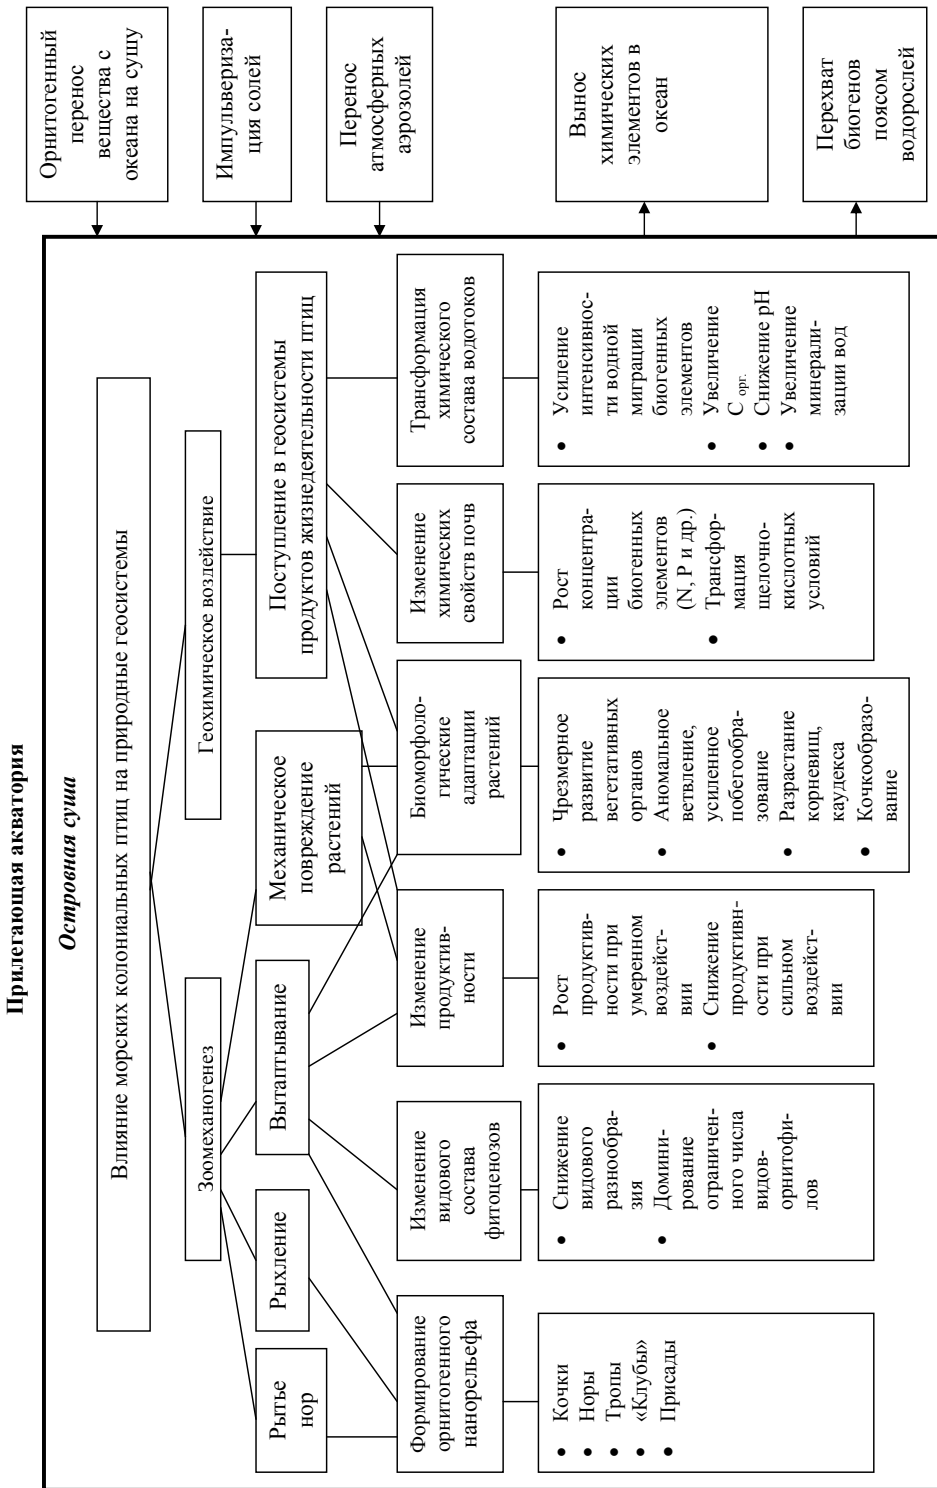 Прилегающая акватория
Островная суша
Влияние морских колониальных птиц на природные геосистемы
Зоомеханогенез
Геохимическое возлействие
Рытье
нор
Рыхление
Вытаптывание
Механическое
повреждение
растений
Поступление в геосистемы
продуктов жизнедеятельности птиц
Формирование
орнитогенного
нанорельефа
Изменение
видового
состава
фитоценозов
Изменение
продуктив-
ности
Биоморфоло-
гические
адаптации
растений
Изменение
химических
свойств почв
Трансформация
химического
состава водотоков
• Кочки
• Норы
• Тропы
• «Клубы»
• Присады
• Снижение
видового
разнообра-
зия
• Домини-
рование
ограничен-
ного числа
видов-
орнитофи-
лов
• Рост
продуктив-
ности при
умеренном
воздейст-
вии
• Снижение
продуктивн-
ости при
сильном
воздейст-
вии
• Чрезмерное
развитие
вегетативных
органов
• Аномальное
ветвление,
усиленное
побегообра-
зование
• Разрастание
корневищ,
каудекса
• Кочкообразо-
вание
• Рост
концентра-
ции
биогенных
элементов
(N, P и др.)
• Трансфор-
мация
щелочно-
кислотных
условий
• Усиление
интенсивнос-
ти водной
миграции
биогенных
элементов
• Увеличение
C орг.
• Снижение pH
• Увеличение
минерали-
зации вод
Орнитогенный
перенос
вещества с
океана на сушу
Импульвериза-
ция солей
Перенос
атмосферных
аэрозолей
Вынос
химических
элементов в
океан
Перехват
биогенов
поясом
водорослей